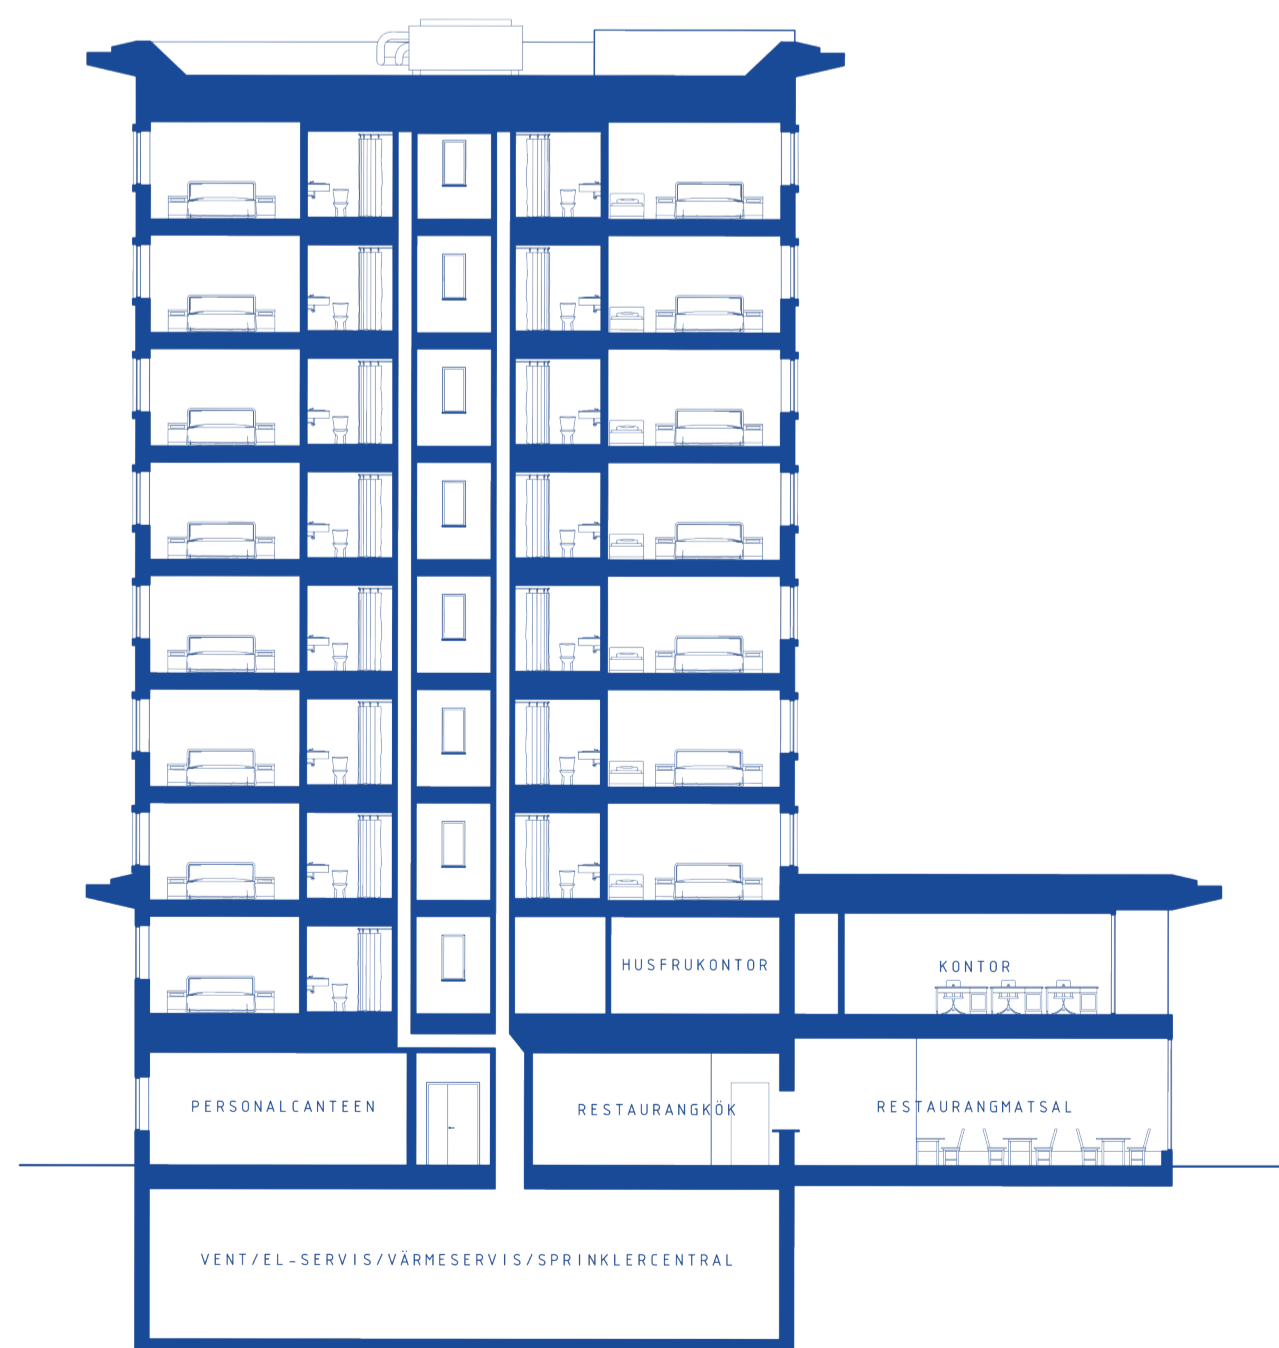 HUSFRUKONTOR
KONTOR
PERSONALCANTEEN
RESTAURANGKÖK
RESTAURANGMATSAL
VENT/EL-SERVIS/VÄRMESERVIS/SPRINKLERCENTRAL